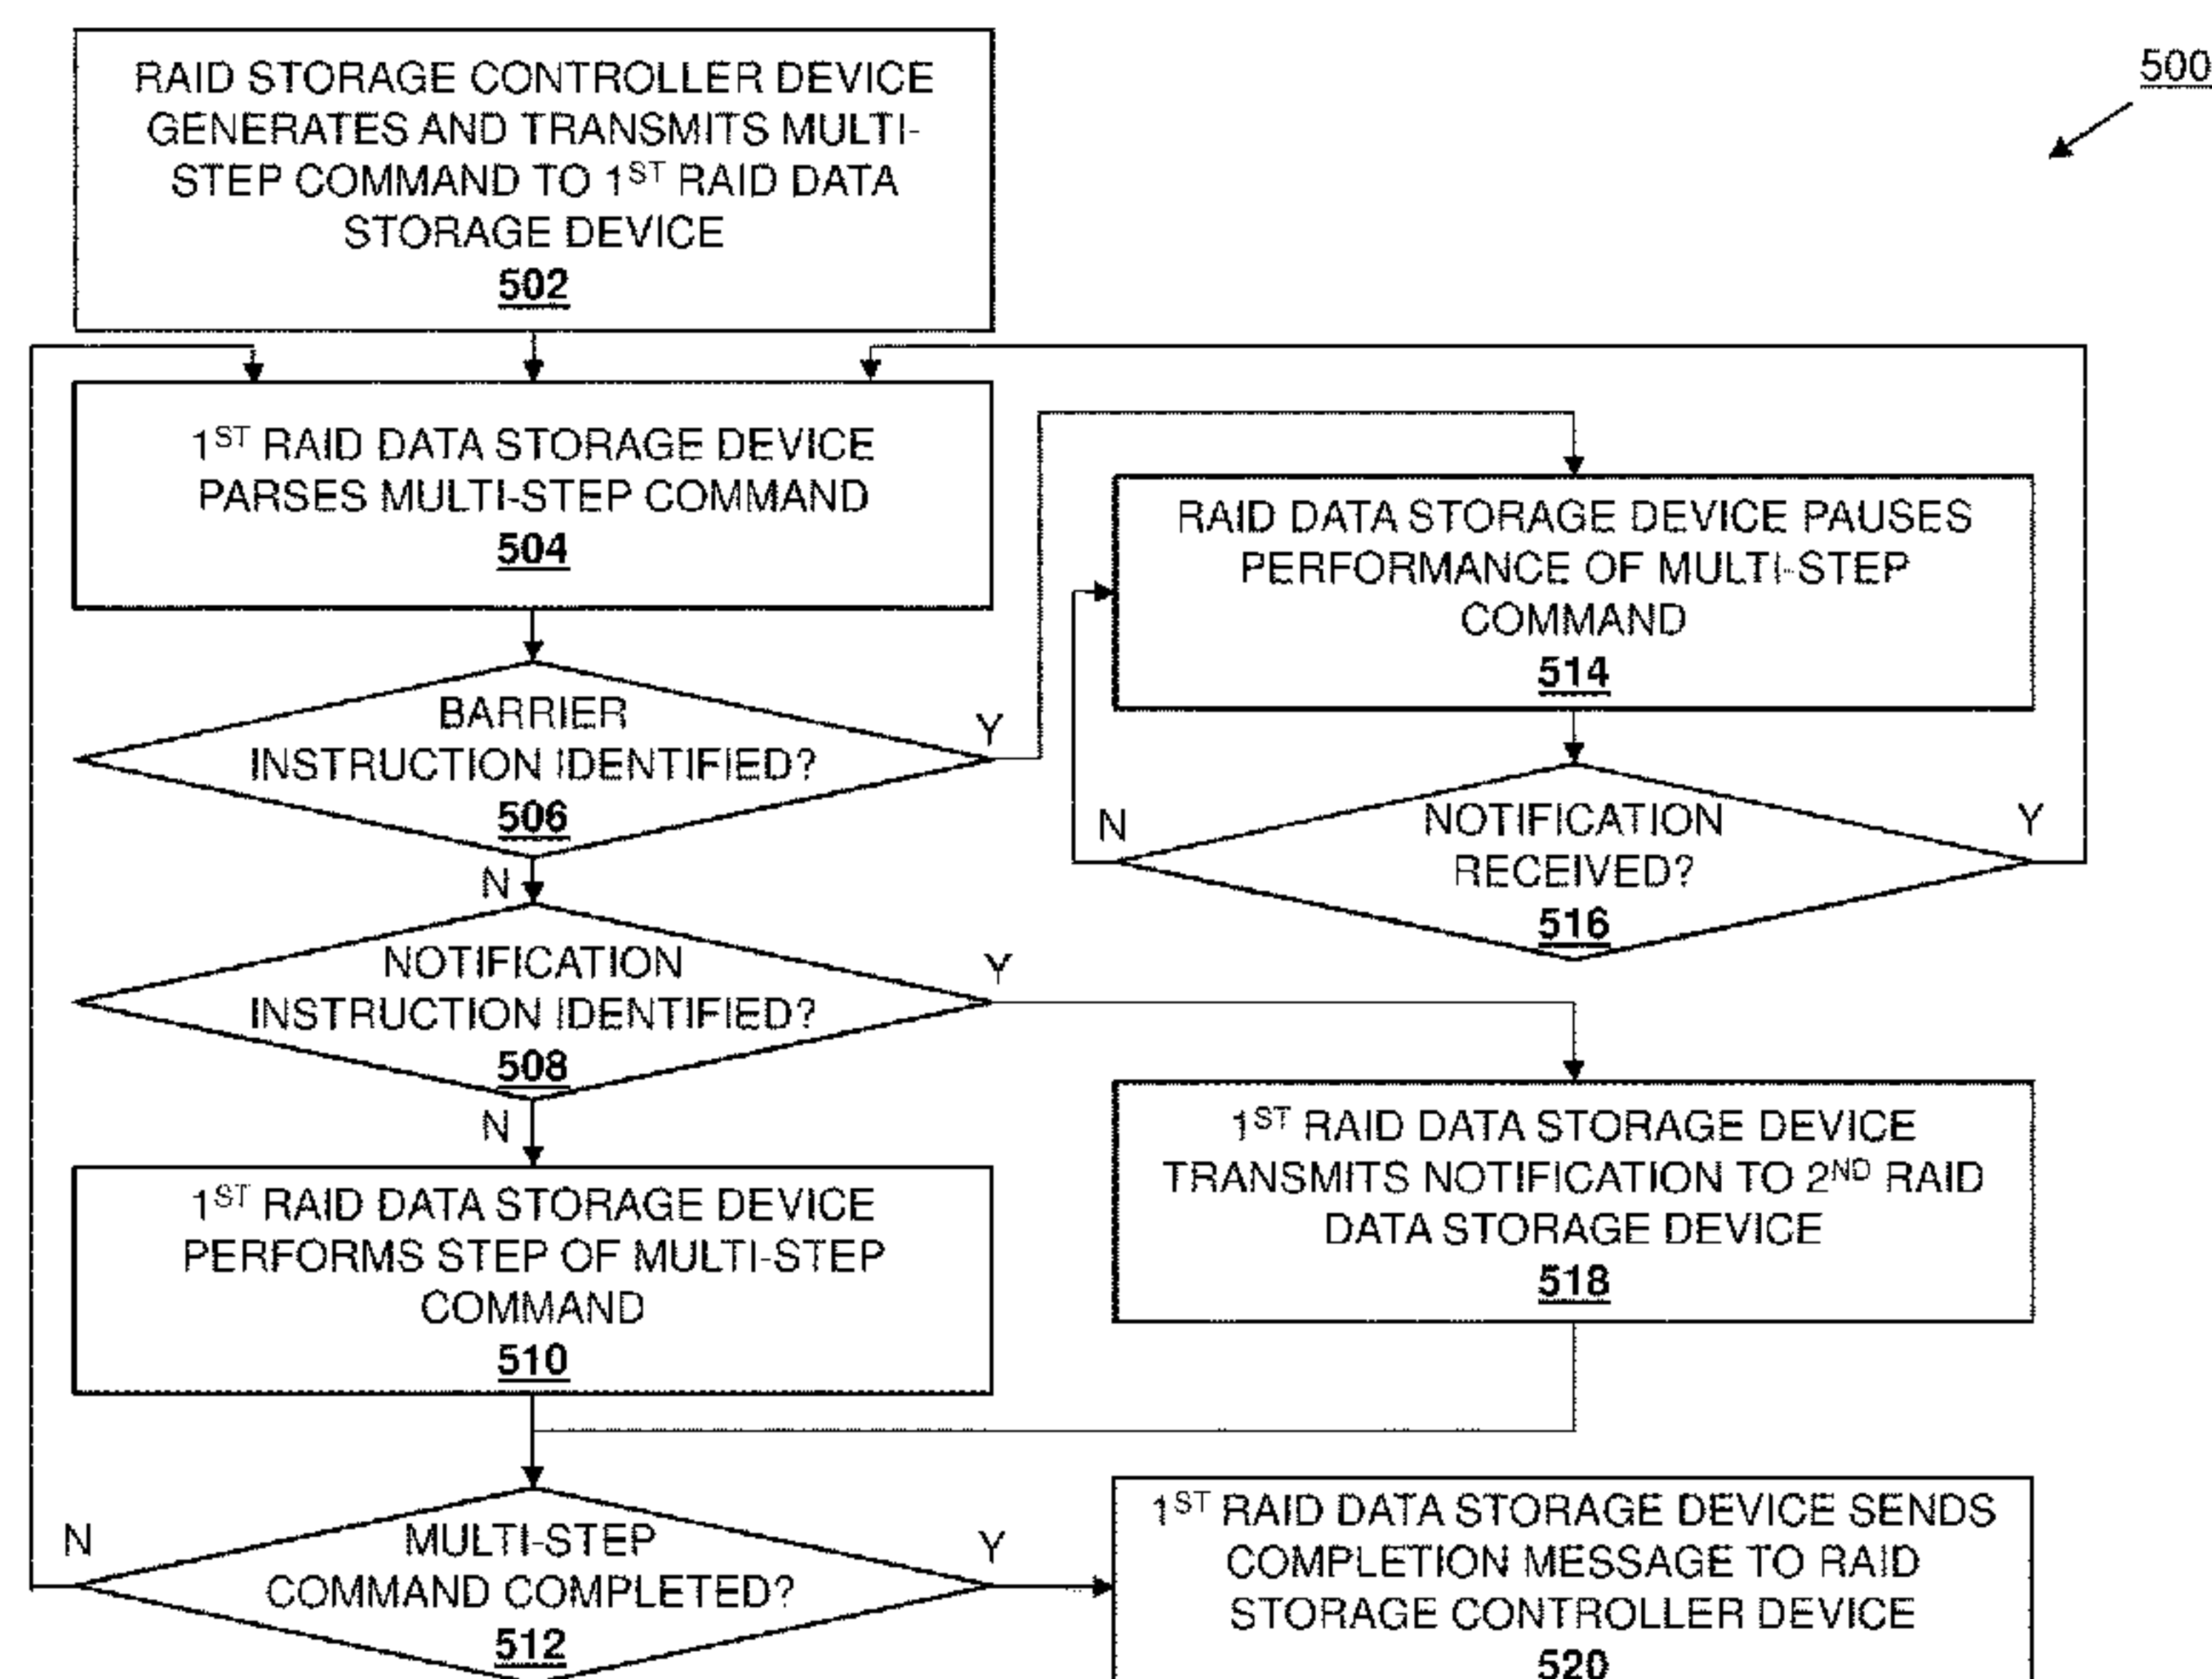 500
RAID STORAGE CONTROLLER DEVICE
GENERATES AND TRANSMITS MULTI-
STEP COMMAND TO 1ST RAID DATA
STORAGE DEVICE
502
1ST RAID DATA STORAGE DEVICE
PARSES MULTI-STEP COMMAND
504
BARRIER
INSTRUCTION IDENTIFIED?
506
Y
N
NOTIFICATION
INSTRUCTION IDENTIFIED?
508
Y
N
1ST RAID DATA STORAGE DEVICE
PERFORMS STEP OF MULTI-STEP
COMMAND
510
MULTI-STEP
COMMAND COMPLETED?
512
N
Y
RAID DATA STORAGE DEVICE PAUSES
PERFORMANCE OF MULTI-STEP
COMMAND
514
NOTIFICATION
RECEIVED?
516
N
Y
1ST RAID DATA STORAGE DEVICE
TRANSMITS NOTIFICATION TO 2ND RAID
DATA STORAGE DEVICE
518
1ST RAID DATA STORAGE DEVICE SENDS
COMPLETION MESSAGE TO RAID
STORAGE CONTROLLER DEVICE
520